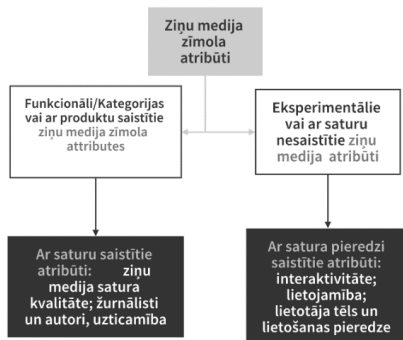 Ziņu medija
zīmola
atribūti
Funkcionāli/Kategorijas
vai ar produktu saistītie
ziņu medija zīmola
attributes
Eksperimentālie
vai ar saturu
nesaistītie ziņu
medija atribūti
Ar saturu saistītie
atribūti: ziņu
medija satura
kvalitāte; žurnālisti
un autori, uzticamība
Ar satura pieredzi
saistītie atribūti:
interaktivitāte;
lietojamība;
lietotāja tēls un
lietošanas pieredze